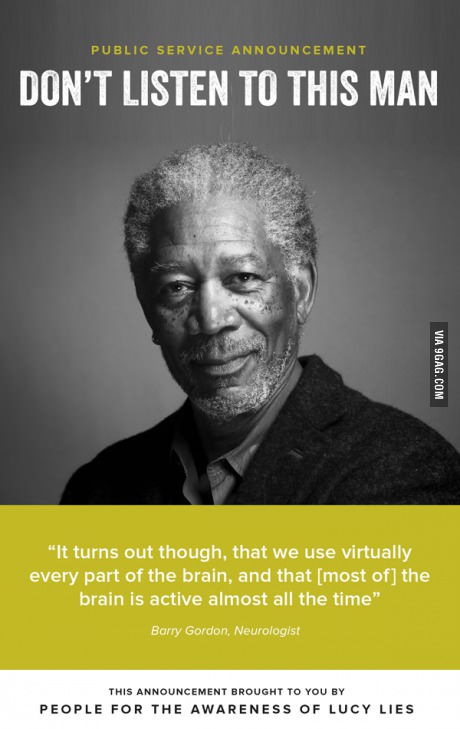 PUBLIC SERVICE ANNOUNCEMENT
DON'T LISTEN TO THIS MAN
VIA 9GAG.COM
“It turns out though, that we use virtually
every part of the brain, and that [most of] the
brain is active almost all the time”
Barry Gordon, Neurologist
THIS ANNOUNCEMENT BROUGHT TO YOU BY
PEOPLE FOR THE AWARENESS OF LUCY LIES